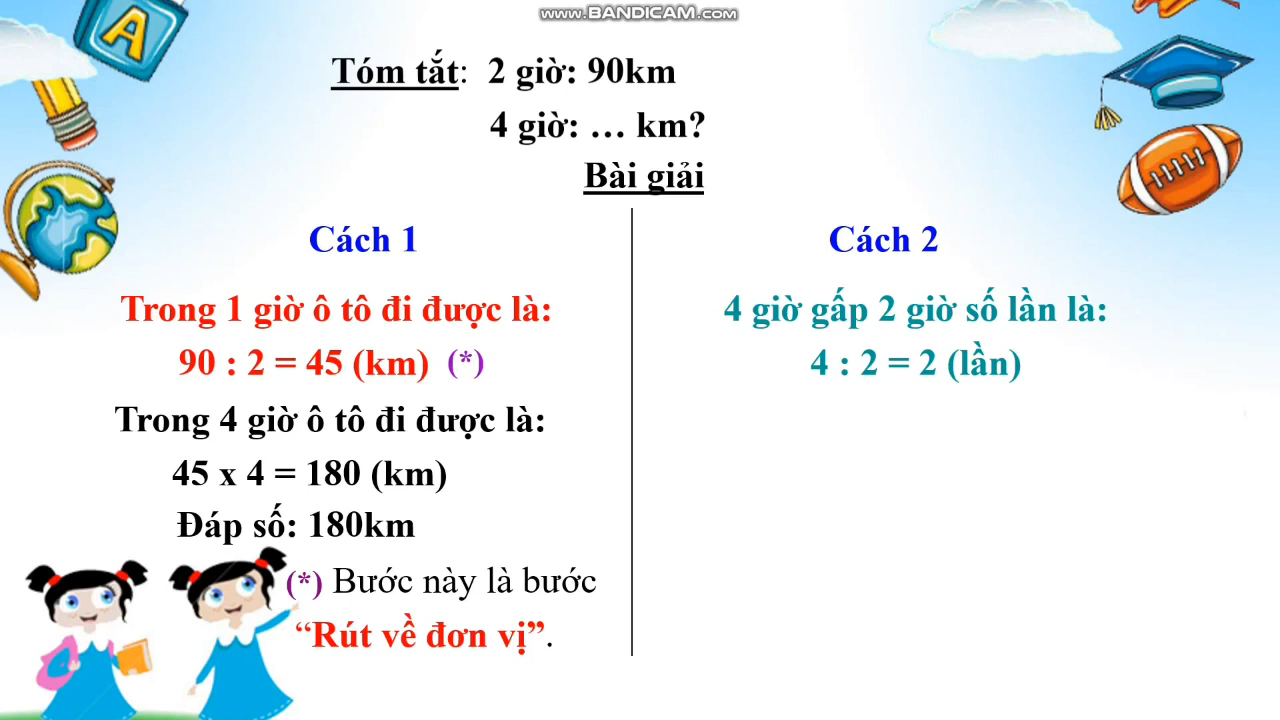 www.BANDICAM.com
A
Tóm tắt: 2 giờ: 90km
4 giờ: … km?
Bài giải
Cách 1
Trong 1 giờ ô tô đi được là:
90 : 2 = 45 (km) (*)
Trong 4 giờ ô tô đi được là:
45 x 4 = 180 (km)
Đáp số: 180km
(*) Bước này là bước
“Rút về đơn vị”.
Cách 2
4 giờ gấp 2 giờ số lần là:
4 : 2 = 2 (lần)